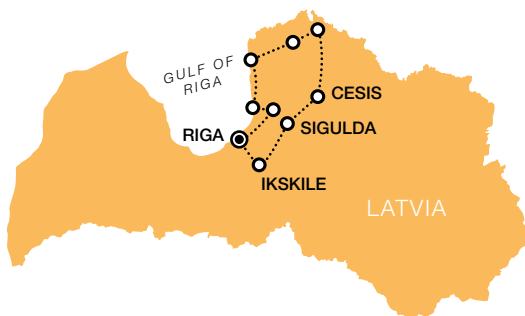 GULF OF
RIGA
CESIS
RIGA
SIGULDA
IKSKILE
LATVIA